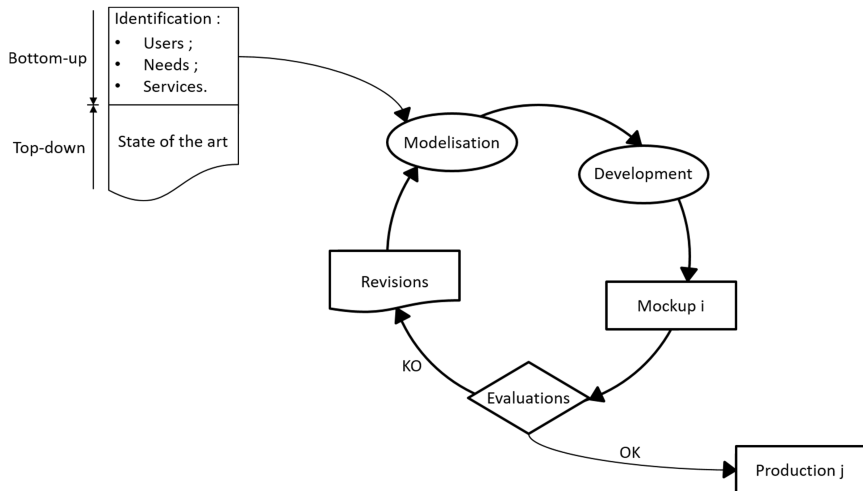 Identification :
• Users ;
• Needs ;
• Services.
Bottom-up
State of the art
Top-down
Modelisation
Development
Revisions
Mockup i
KO
Evaluations
OK
Production j